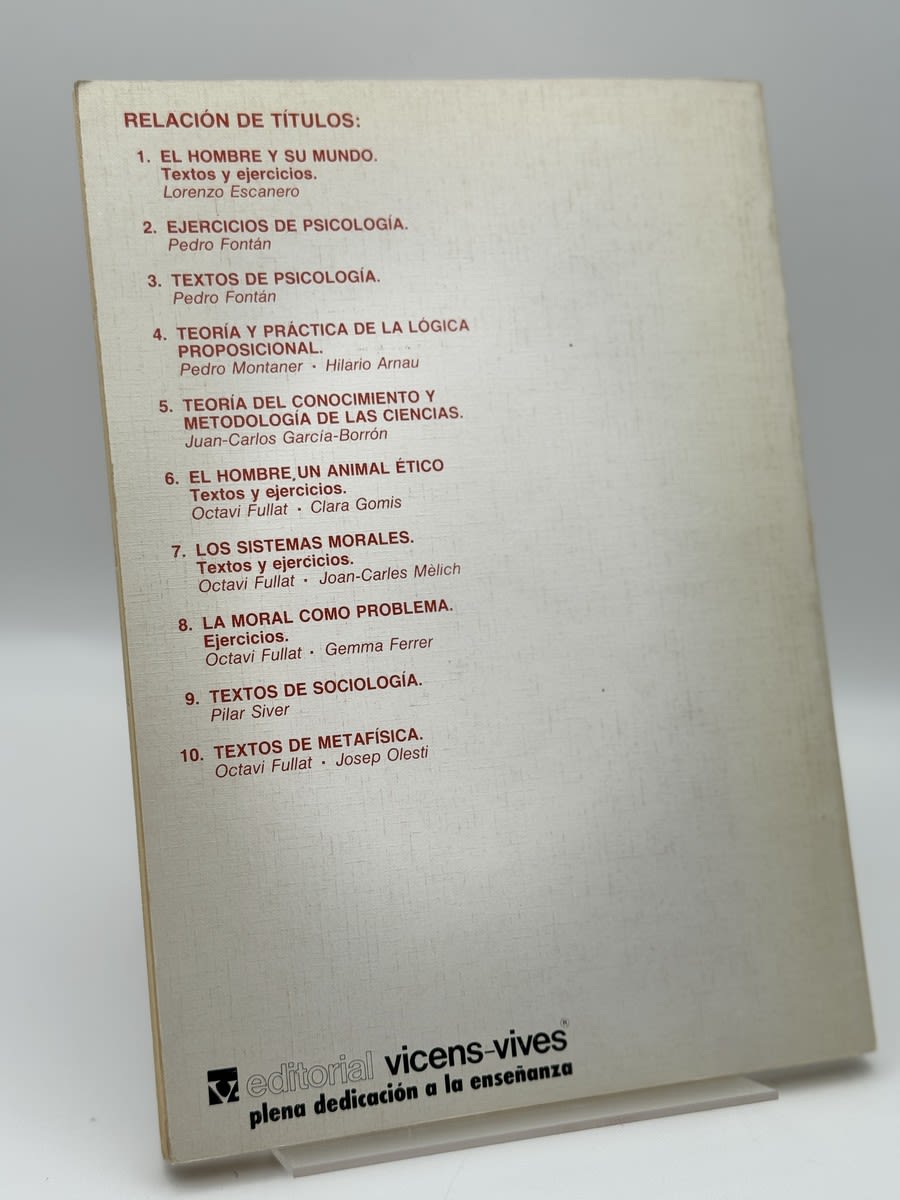 RELACIÓN DE TÍTULOS:
1. EL HOMBRE Y SU MUNDO.
Textos y ejercicios.
Lorenzo Escanero
2. EJERCICIOS DE PSICOLOGÍA.
Pedro Fontán
3. TEXTOS DE PSICOLOGÍA.
Pedro Fontán
4. TEORÍA Y PRÁCTICA DE LA LÓGICA
PROPOSICIONAL.
Pedro Montaner · Hilario Arnau
5. TEORÍA DEL CONOCIMIENTO Y
METODOLOGÍA DE LAS CIENCIAS.
Juan-Carlos García-Borrón
6. EL HOMBRE, UN ANIMAL ÉTICO
Textos y ejercicios.
Octavi Fullat · Clara Gomis
7. LOS SISTEMAS MORALES.
Textos y ejercicios.
Octavi Fullat · Joan-Carles Mèlich
8. LA MORAL COMO PROBLEMA.
Ejercicios.
Octavi Fullat · Gemma Ferrer
9. TEXTOS DE SOCIOLOGÍA.
Pilar Siver
10. TEXTOS DE METAFÍSICA.
Octavi Fullat · Josep Olesti
editorial vicens-vives®
plena dedicación a la enseñanza